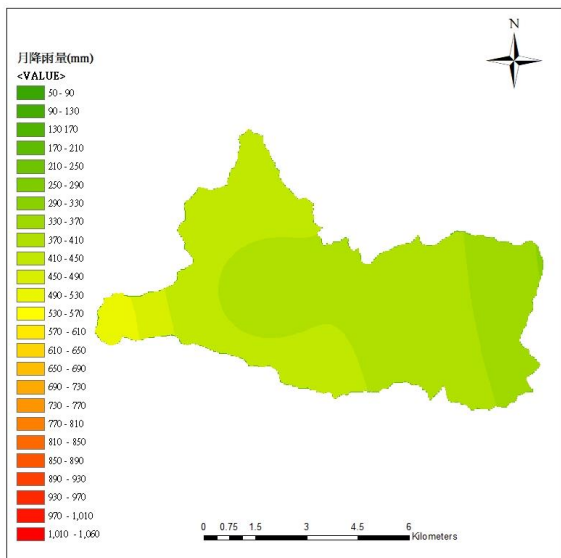 N
月降雨量(mm)
<VALUE>
50 - 90
90 - 130
130 170
170 - 210
210 - 250
250 - 290
290 - 330
330 - 370
370 - 410
410 - 450
450 - 490
490 - 530
530 - 570
570 - 610
610 - 650
650 - 690
690 - 730
730 - 770
770 - 810
810 - 850
850 - 890
890 - 930
930 - 970
970 - 1,010
1,010 - 1,060
0 0.75 1.5 3 4.5 6
Kilometers